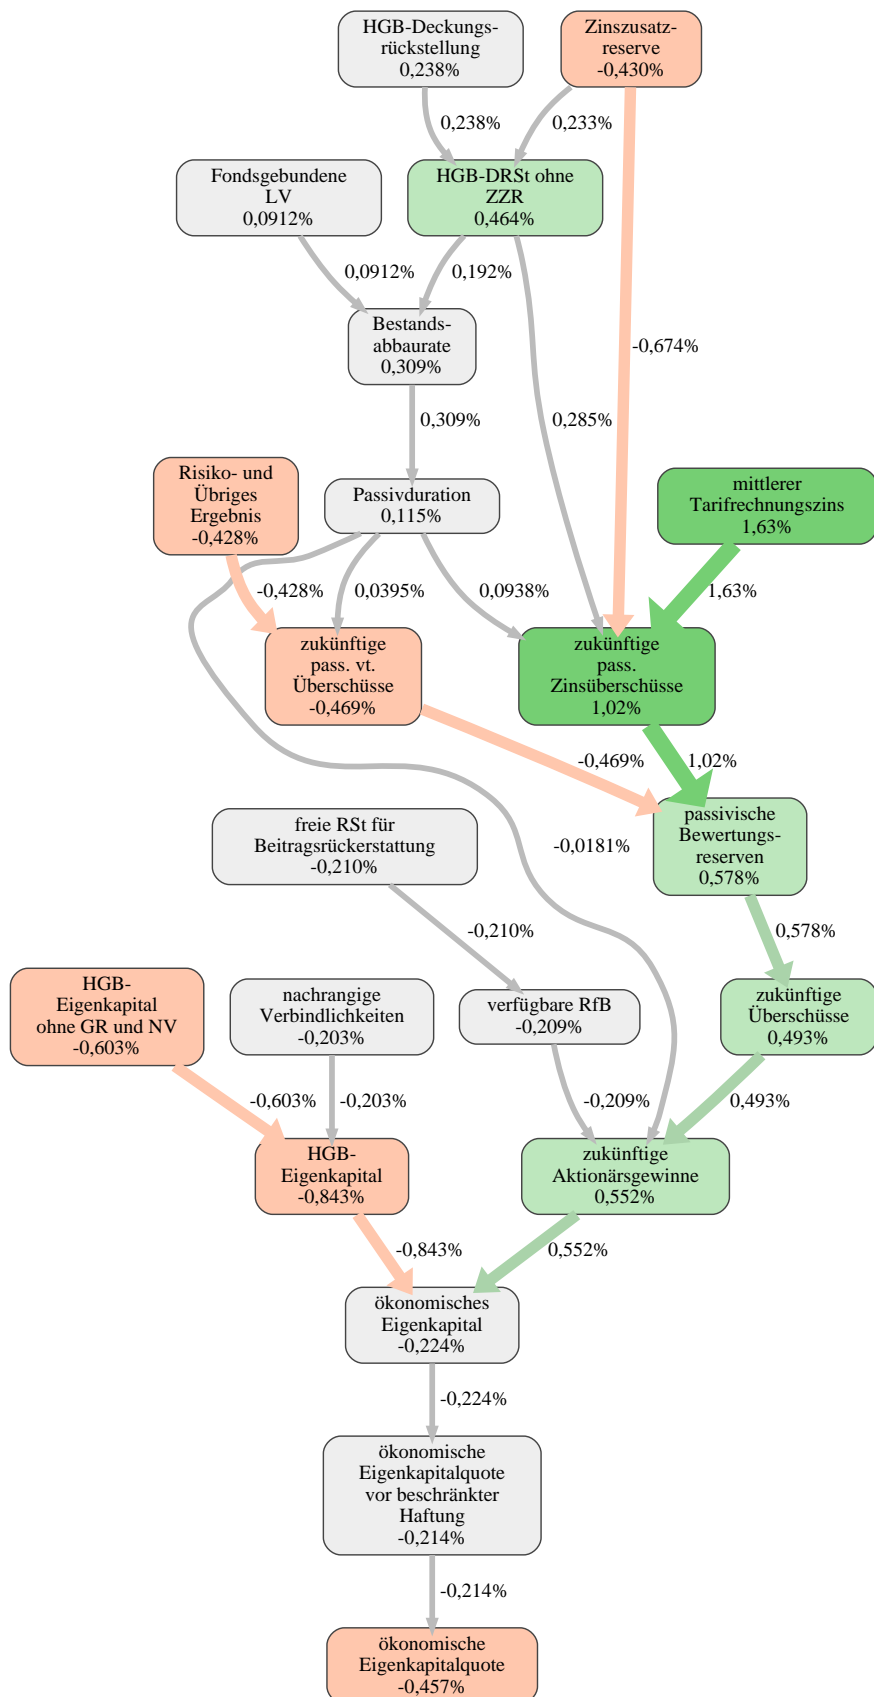 HGB-Deckungs-
rückstellung
0,238%
Zinszusatz-
reserve
-0,430%
0,238%
0,233%
Fondsgebundene
LV
0,0912%
HGB-DRSt ohne
ZZR
0,464%
0,0912%
0,192%
Bestands-
abbaurate
0,309%
-0,674%
0,309%
0,285%
Risiko- und
Übriges
Ergebnis
-0,428%
Passivduration
0,115%
mittlerer
Tarifrechnungszins
1,63%
-0,428%
0,0395%
0,0938%
1,63%
zukünftige
pass. vt.
Überschüsse
-0,469%
zukünftige
pass.
Zinsüberschüsse
1,02%
-0,469%
1,02%
freie RSt für
Beitragsrückerstattung
-0,210%
-0,0181%
passivische
Bewertungs-
reserven
0,578%
-0,210%
0,578%
HGB-
Eigenkapital
ohne GR und NV
-0,603%
nachrangige
Verbindlichkeiten
-0,203%
verfügbare RfB
-0,209%
zukünftige
Überschüsse
0,493%
-0,603%
-0,203%
-0,209%
0,493%
HGB-
Eigenkapital
-0,843%
zukünftige
Aktionärsgewinne
0,552%
-0,843%
0,552%
ökonomisches
Eigenkapital
-0,224%
-0,224%
ökonomische
Eigenkapitalquote
vor beschränkter
Haftung
-0,214%
-0,214%
ökonomische
Eigenkapitalquote
-0,457%